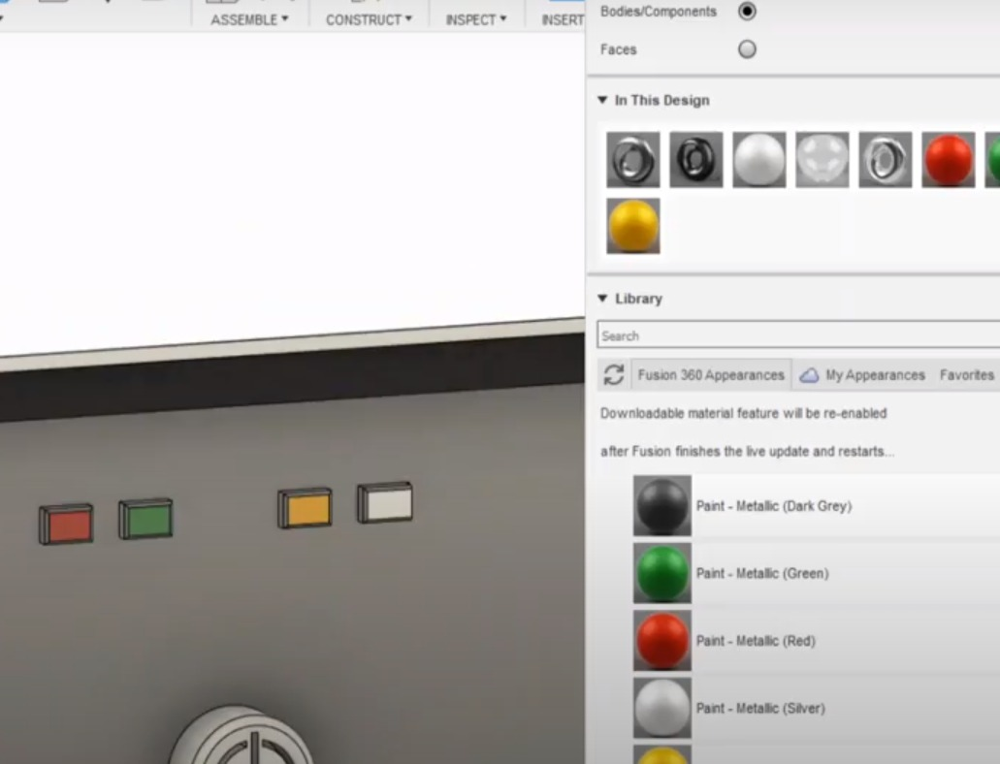 ASSEMBLE CONSTRUCT INSPECT INSERT
Bodies/Components
Faces
In This Design
Library
Search
Fusion 360 Appearances My Appearances Favorites
Downloadable material feature will be re-enabled
after Fusion finishes the live update and restarts...
Paint - Metallic (Dark Grey)
Paint - Metallic (Green)
Paint - Metallic (Red)
Paint - Metallic (Silver)